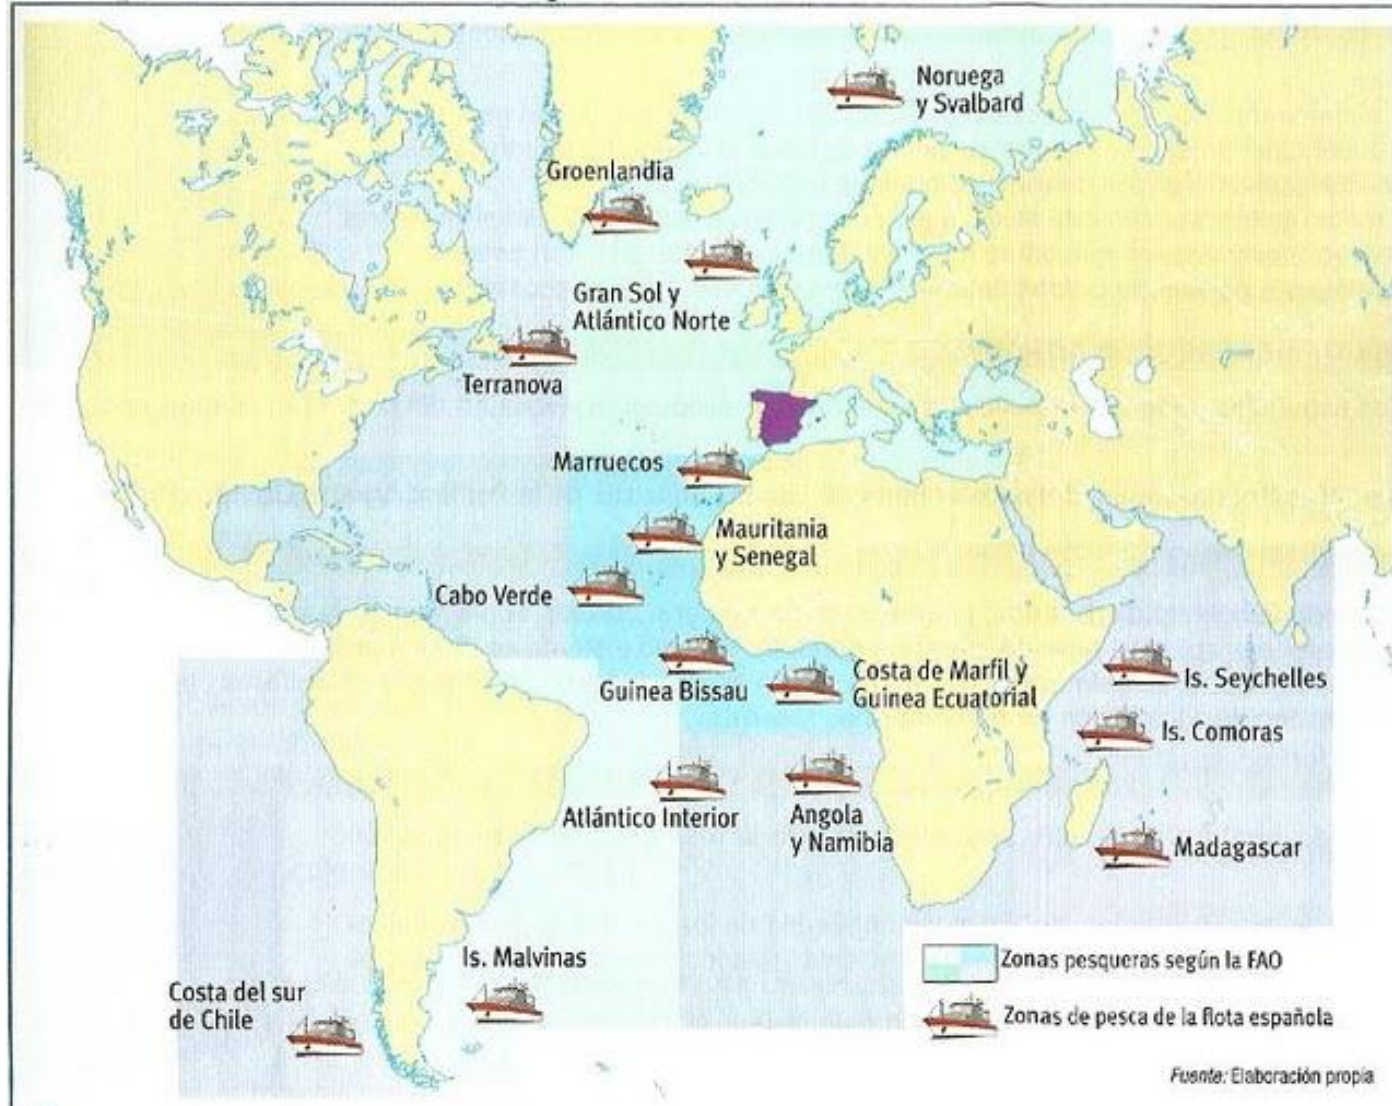 Noruega
y Svalbard
Groenlandia
Gran Sol y
Atlántico Norte
Terranova
Marruecos
Mauritania
y Senegal
Cabo Verde
Guinea Bissau
Costa de Marfil y
Guinea Ecuatorial
Is. Seychelles
Is. Comoras
Atlántico Interior
Angola
y Namibia
Madagascar
Is. Malvinas
Costa del sur
de Chile
Zonas pesqueras según la FAO
Zonas de pesca de la flota española
Fuente: Elaboración propia